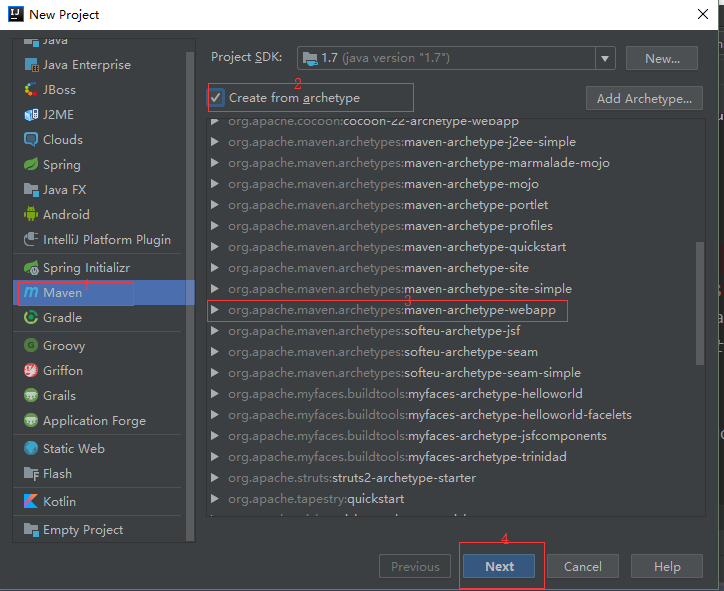 New Project
Java
Java Enterprise
JBoss
J2ME
Clouds
Spring
Java FX
Android
IntelliJ Platform Plugin
Spring Initializr
1
Maven
Gradle
Groovy
Griffon
Grails
Application Forge
Static Web
Flash
Kotlin
Empty Project
Project SDK: 1.7 (java version "1.7") New...
2
Create from archetype Add Archetype...
org.apache.cocoon:cocoon-22-archetype-webapp
org.apache.maven.archetypes:maven-archetype-j2ee-simple
org.apache.maven.archetypes:maven-archetype-marmalade-mojo
org.apache.maven.archetypes:maven-archetype-mojo
org.apache.maven.archetypes:maven-archetype-portlet
org.apache.maven.archetypes:maven-archetype-profiles
org.apache.maven.archetypes:maven-archetype-quickstart
org.apache.maven.archetypes:maven-archetype-site
org.apache.maven.archetypes:maven-archetype-site-simple
3
org.apache.maven.archetypes:maven-archetype-webapp
org.apache.maven.archetypes:softeu-archetype-jsf
org.apache.maven.archetypes:softeu-archetype-seam
org.apache.maven.archetypes:softeu-archetype-seam-simple
org.apache.myfaces.buildtools:myfaces-archetype-helloworld
org.apache.myfaces.buildtools:myfaces-archetype-helloworld-facelets
org.apache.myfaces.buildtools:myfaces-archetype-jsfcomponents
org.apache.myfaces.buildtools:myfaces-archetype-trinidad
org.apache.struts:struts2-archetype-starter
org.apache.tapestry:quickstart
4
Previous Next Cancel Help